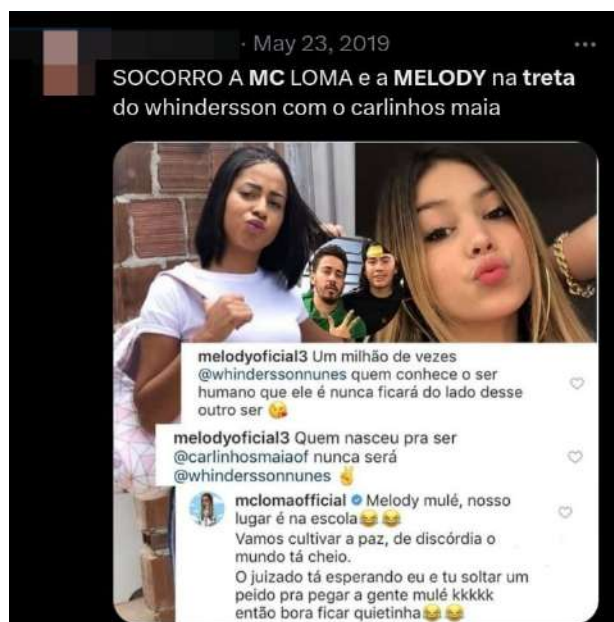 · May 23, 2019
SOCORRO A MC LOMA e a MELODY na treta
do whindersson com o carlinhos maia
melodyoficial3 Um milhão de vezes
@whinderssonnunes quem conhece o ser
humano que ele é nunca ficará do lado desse
outro ser 😘
melodyoficial3 Quem nasceu pra ser
@carlinhosmaiaof nunca será
@whinderssonnunes ✌️
mclomaofficial Melody mulé, nosso
lugar é na escola😂😂
Vamos cultivar a paz, de discórdia o
mundo tá cheio.
O juizado tá esperando eu e tu soltar um
peido pra pegar a gente mulé kkkkk
então bora ficar quietinha😂😂